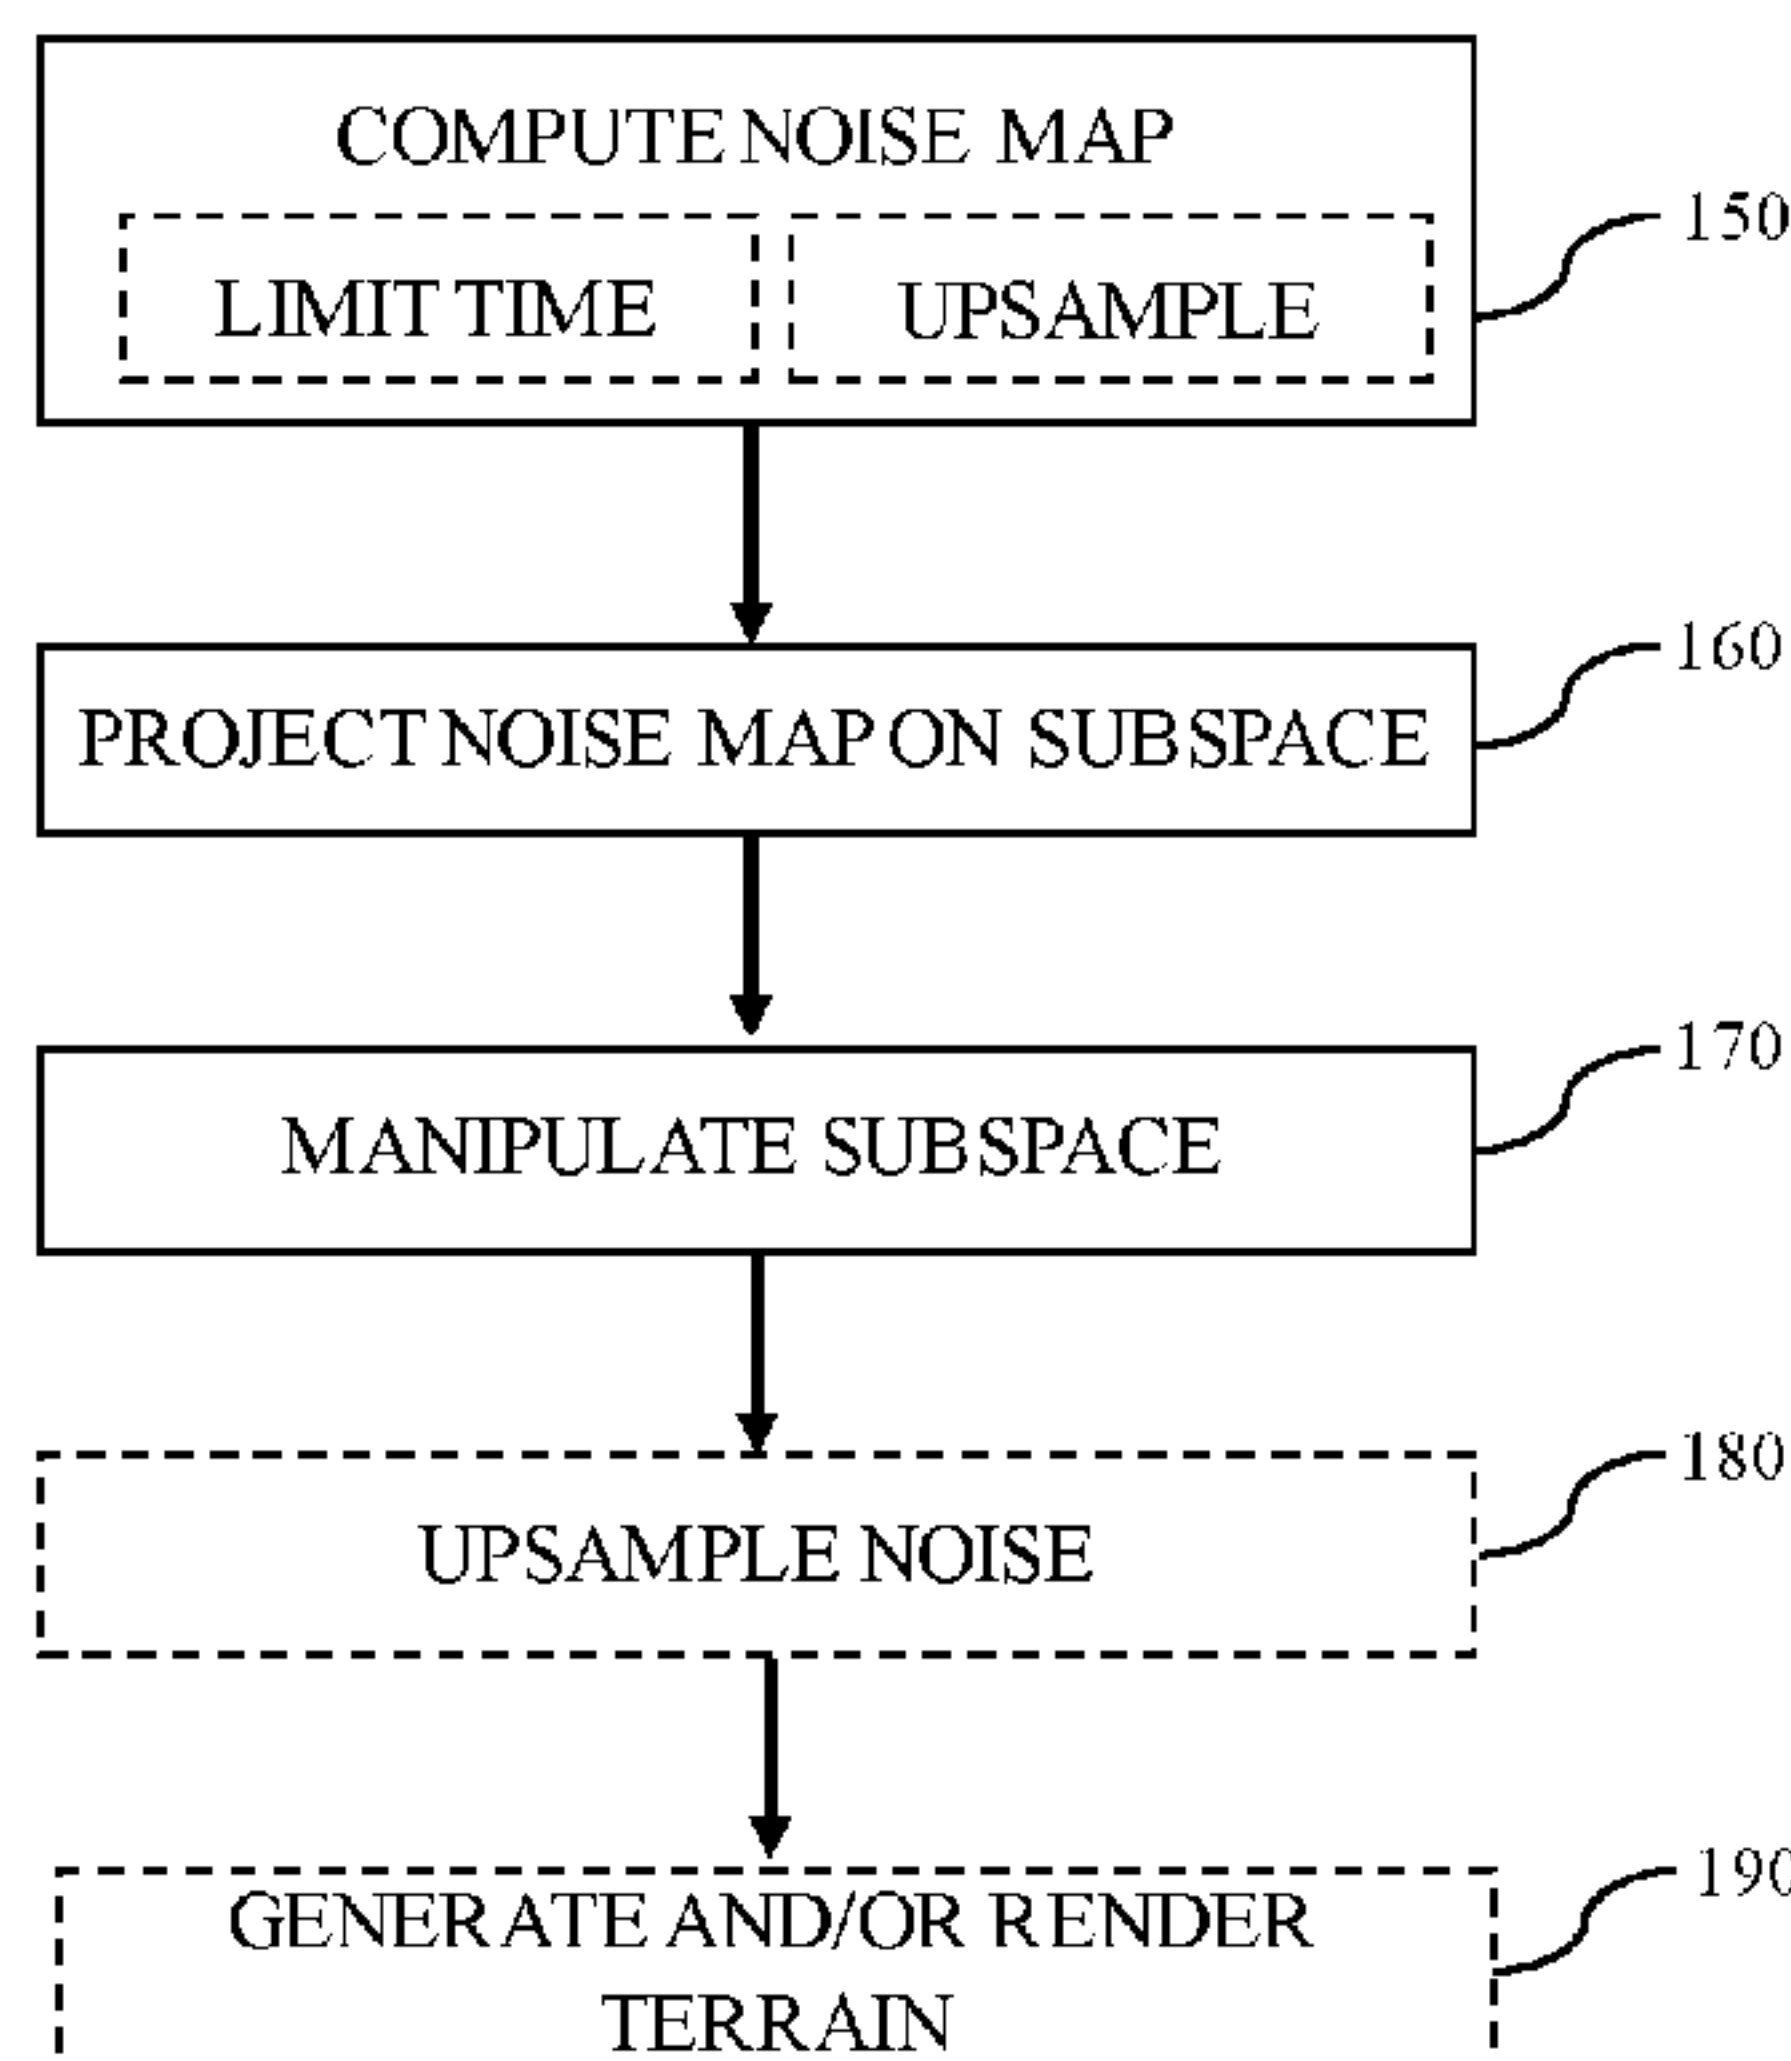 COMPUTE NOISE MAP
150
LIMIT TIME
UPSAMPLE
160
PROJECT NOISE MAP ON SUBSPACE
170
MANIPULATE SUBSPACE
180
UPSAMPLE NOISE
190
GENERATE AND/OR RENDER
TERRAIN